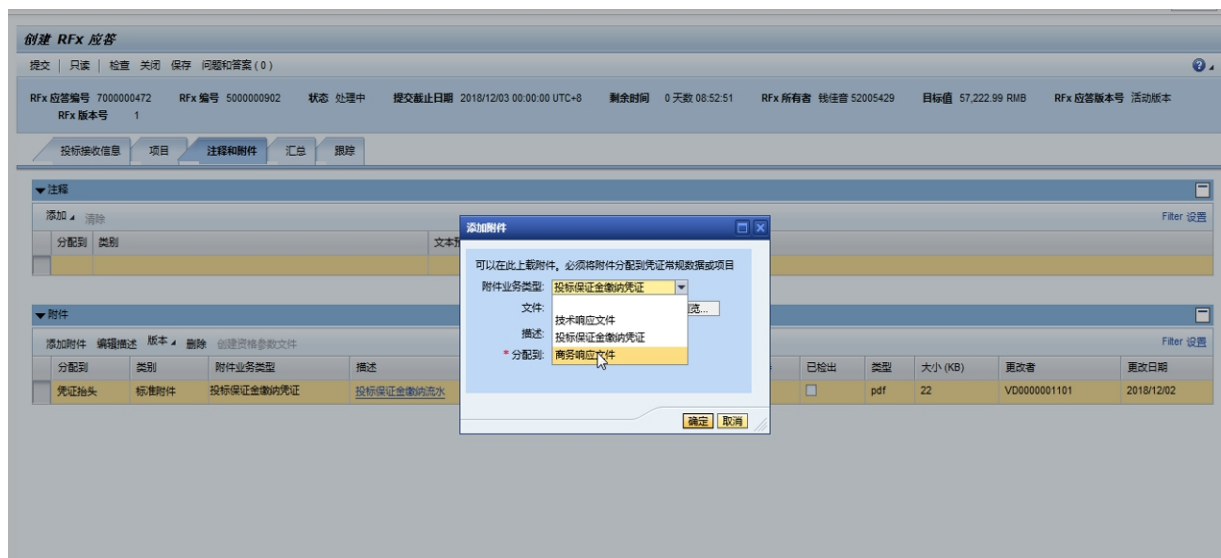 创建 RFx 应答
提交 | 只读 | 检查 关闭 保存 问题和答案 ( 0 )
RFx 应答编号 7000000472 RFx 编号 5000000902 状态 处理中 提交截止日期 2018/12/03 00:00:00 UTC+8 剩余时间 0 天数 08:52:51 RFx 所有者 钱佳音 52005429 目标值 57,222.99 RMB RFx 应答版本号 活动版本
RFx 版本号 1
投标接收信息 项目 注释和附件 汇总 跟踪
注释
添加 清除 Filter 设置
分配到 类别 文本预
添加附件
可以在此上载附件。必须将附件分配到凭证常规数据或项目
附件业务类型: 投标保证金缴纳凭证
文件: 览...
技术响应文件
描述: 投标保证金缴纳凭证
* 分配到: 商务响应文件
确定 取消
附件
添加附件 编辑描述 版本 删除 创建资格参数文件 Filter 设置
分配到 类别 附件业务类型 描述 已检出 类型 大小 (KB) 更改者 更改日期
凭证抬头 标准附件 投标保证金缴纳凭证 投标保证金缴纳流水 pdf 22 VD0000001101 2018/12/02